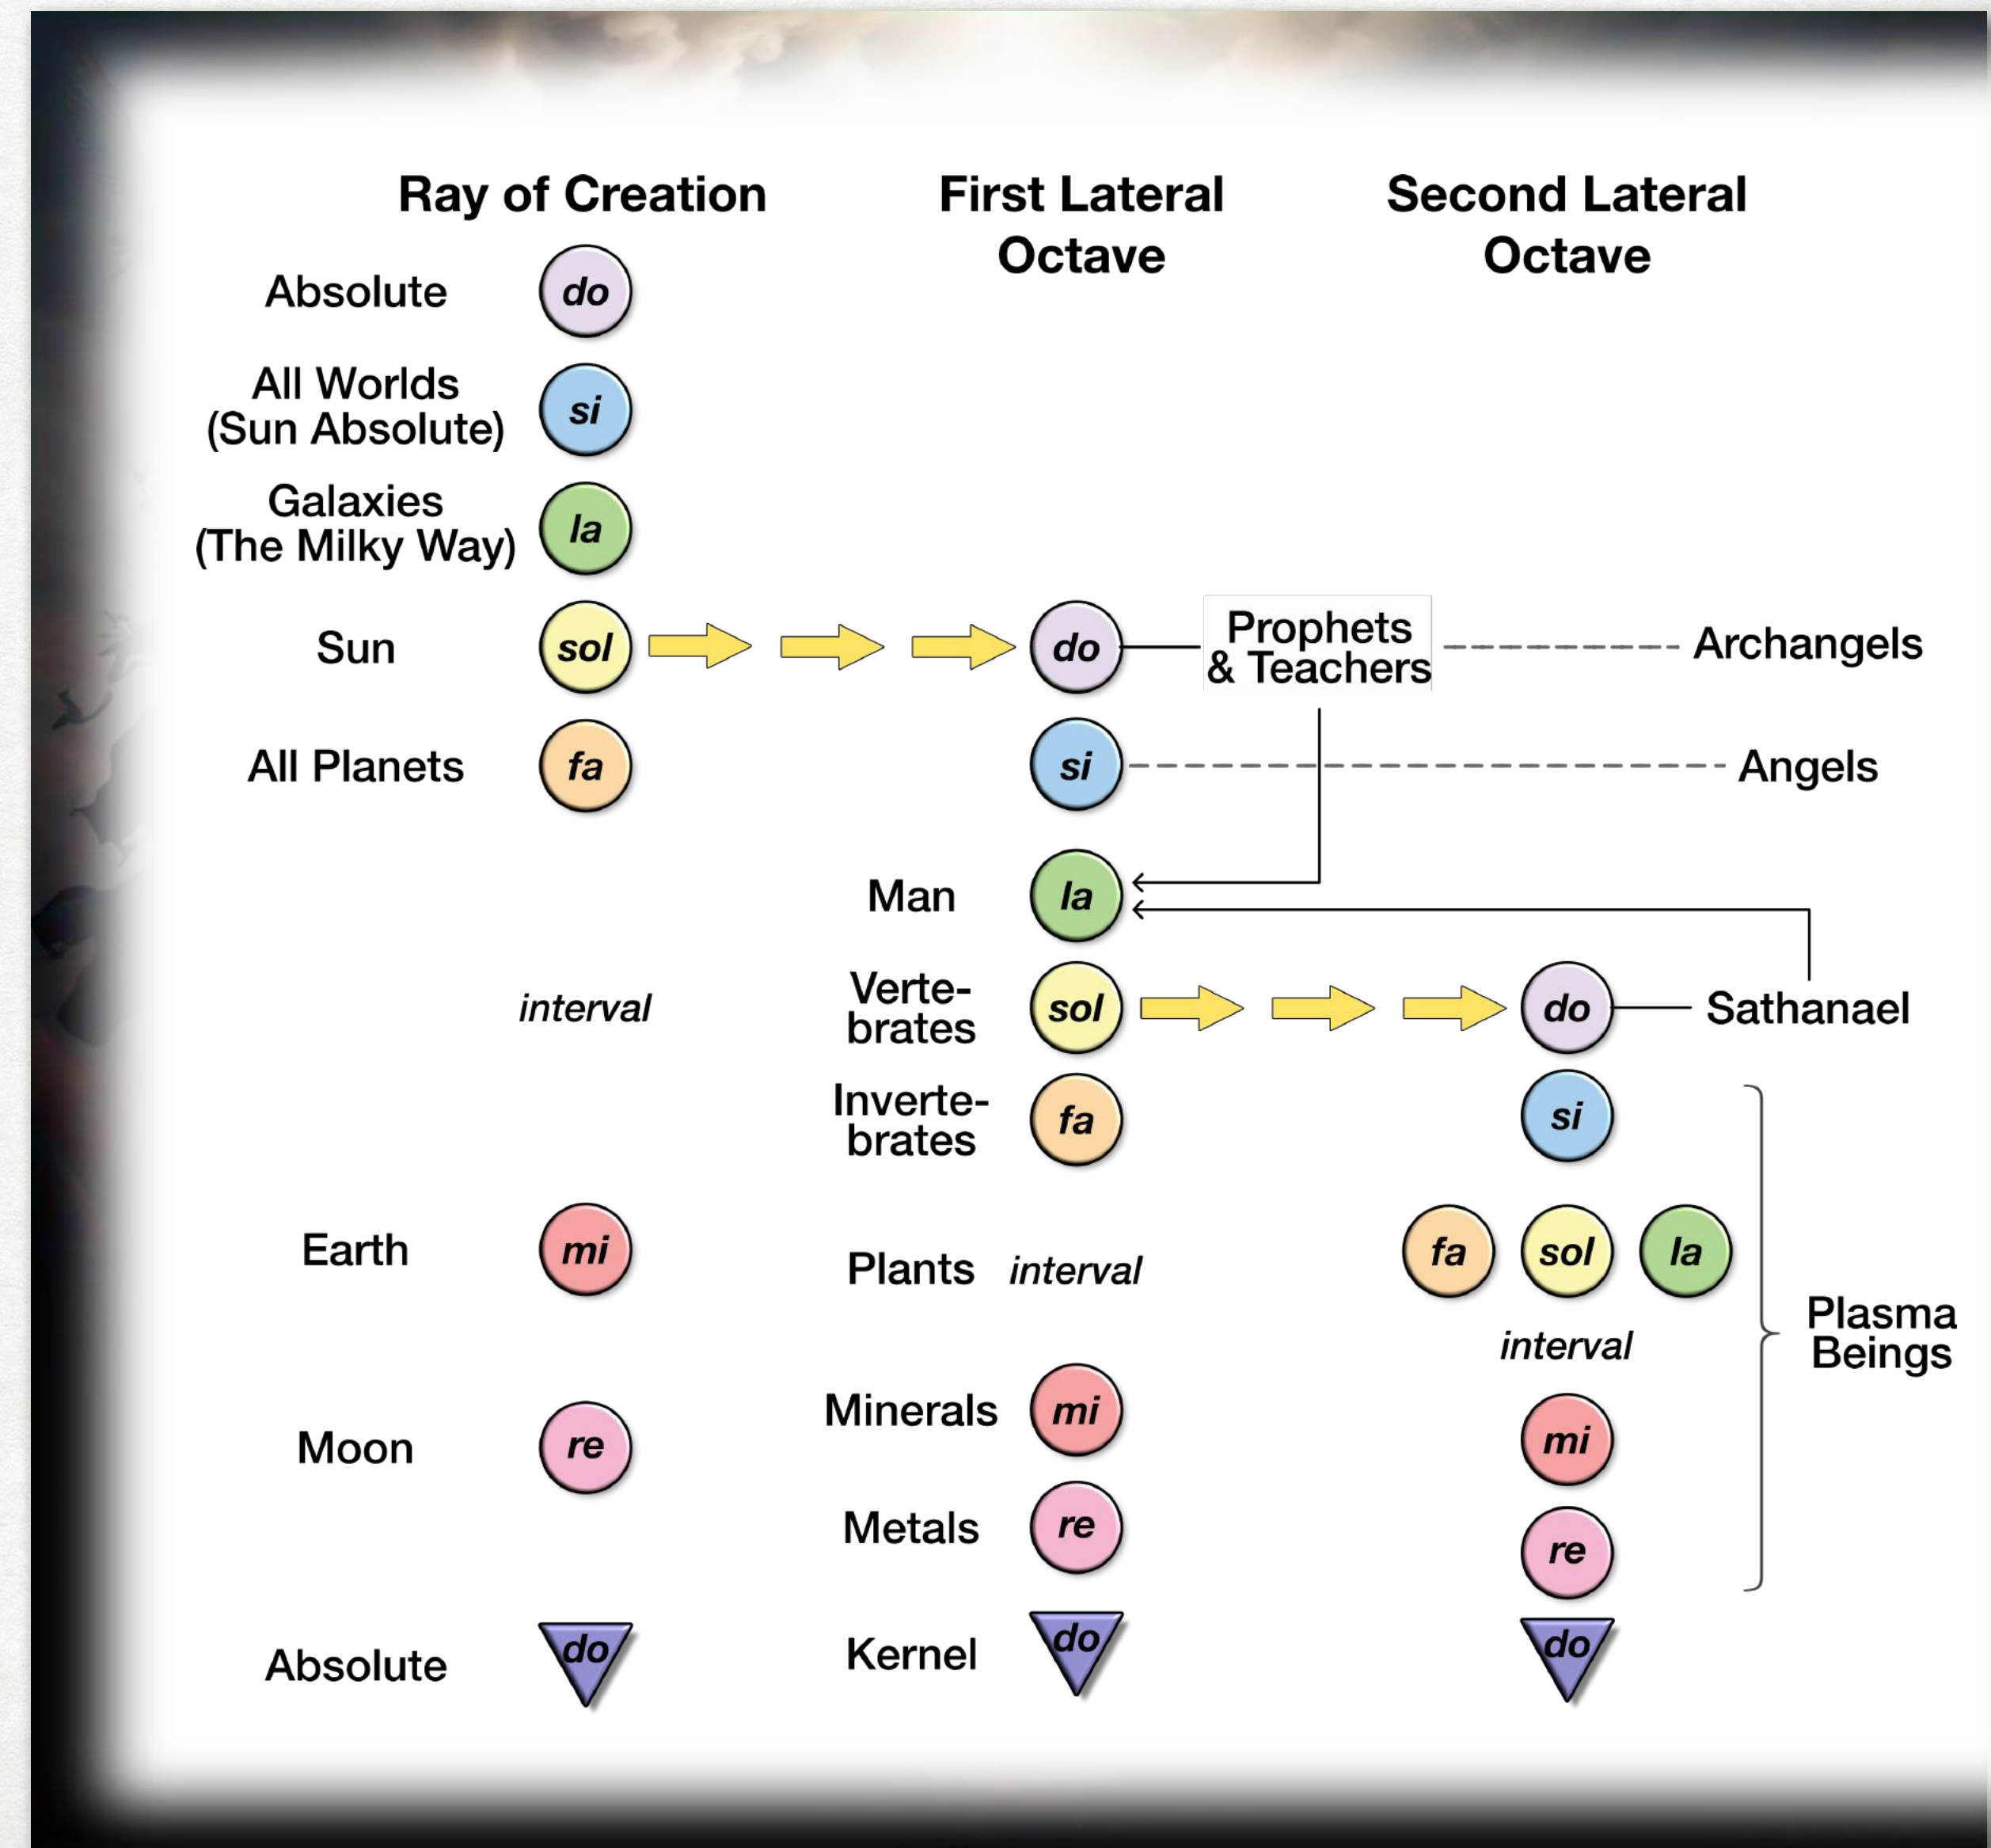 Ray of Creation
First Lateral
Octave
Second Lateral
Octave
Absolute
do
All Worlds
(Sun Absolute)
si
Galaxies
(The Milky Way)
la
Sun
sol
do
Prophets
& Teachers
Archangels
All Planets
fa
si
Angels
Man
la
interval
Verte-
brates
sol
do
Sathanael
Inverte-
brates
fa
si
Earth
mi
Plants
interval
fa
sol
la
interval
Plasma
Beings
Moon
re
Minerals
mi
mi
Metals
re
re
Absolute
do
Kernel
do
do